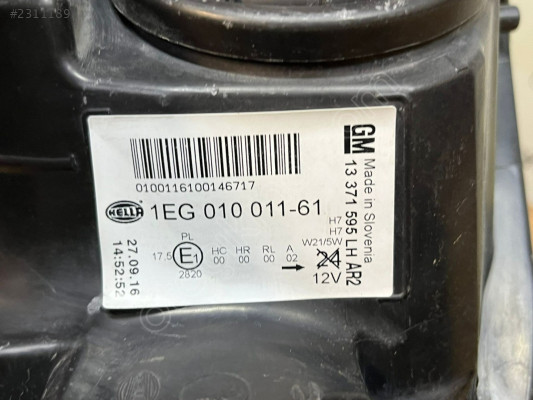 #2311189
0100116100146717
HELLA 1EG 010 011-61
27.09.16
14:52:52
PL
17.5 E1
2820
HC HR RL A
00 00 00 02
H7
H7
W21/5W
24
12V
GM
Made in Slovenia
13 371 595 LH AR2